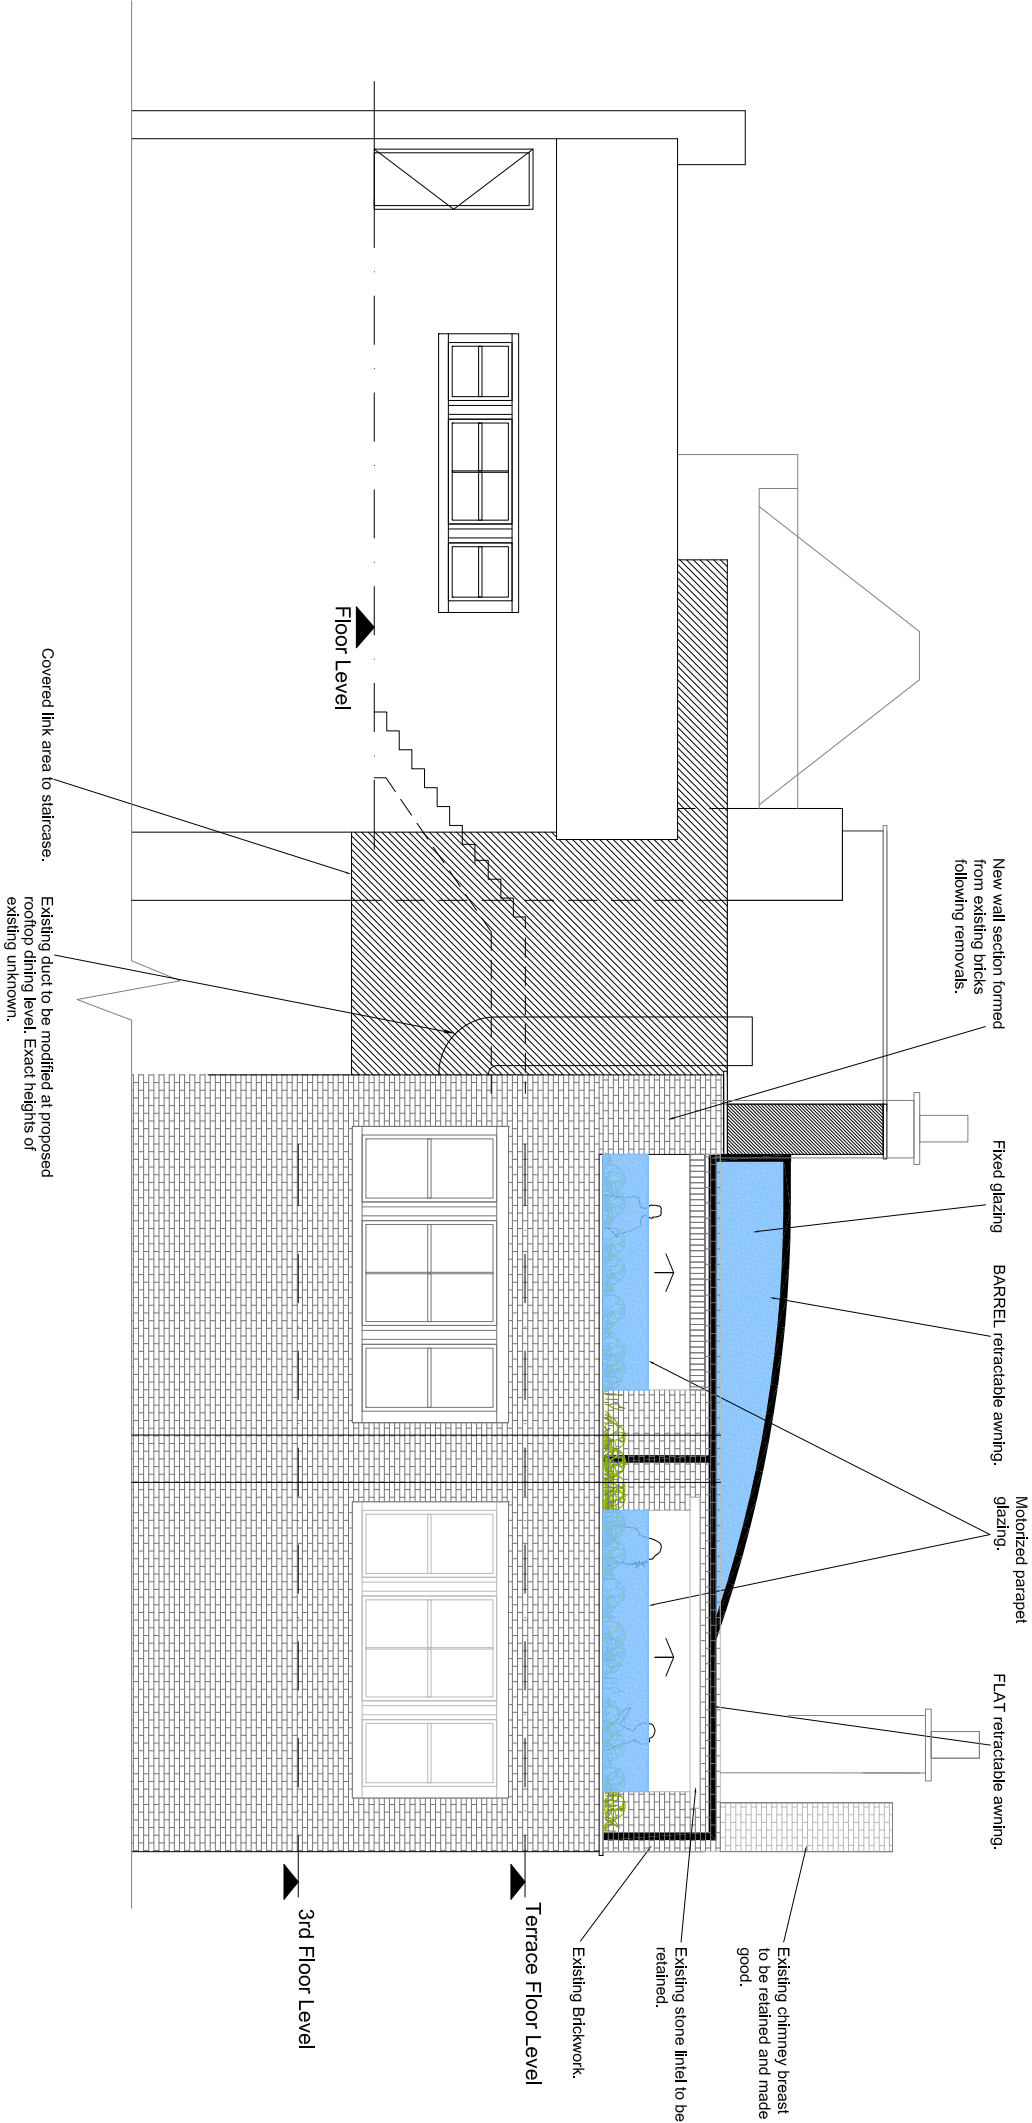 New wall section formed
from existing bricks
following removals.
Fixed glazing
BARREL retractable awning.
Motorized parapet
glazing.
FLAT retractable awning.
Existing chimney breast
to be retained and made
good.
Existing stone lintel to be
retained.
Existing Brickwork.
Terrace Floor Level
3rd Floor Level
Floor Level
Covered link area to staircase.
Existing duct to be modified at proposed
rooftop dining level. Exact heights of
existing unknown.